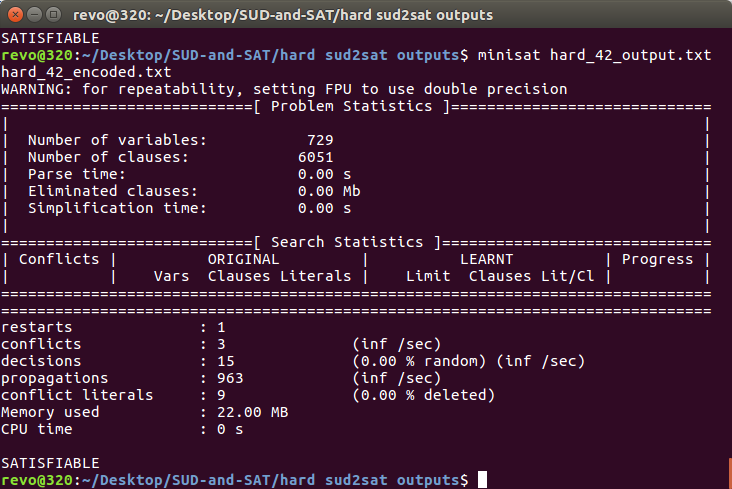 revo@320: ~/Desktop/SUD-and-SAT/hard sud2sat outputs
SATISFIABLE
revo@320:~/Desktop/SUD-and-SAT/hard sud2sat outputs$ minisat hard_42_output.txt
hard_42_encoded.txt
WARNING: for repeatability, setting FPU to use double precision
============================[ Problem Statistics ]=============================
|                                                                             |
|  Number of variables:           729                                         |
|  Number of clauses:            6051                                         |
|  Parse time:                   0.00 s                                       |
|  Eliminated clauses:           0.00 Mb                                      |
|  Simplification time:          0.00 s                                       |
|                                                                             |
============================[ Search Statistics ]==============================
| Conflicts |          ORIGINAL         |          LEARNT          | Progress |
|           |    Vars  Clauses Literals |    Limit  Clauses Lit/Cl |          |
===============================================================================
===============================================================================
restarts              : 1
conflicts             : 3              (inf /sec)
decisions             : 15             (0.00 % random) (inf /sec)
propagations          : 963            (inf /sec)
conflict literals     : 9              (0.00 % deleted)
Memory used           : 22.00 MB
CPU time              : 0 s
SATISFIABLE
revo@320:~/Desktop/SUD-and-SAT/hard sud2sat outputs$